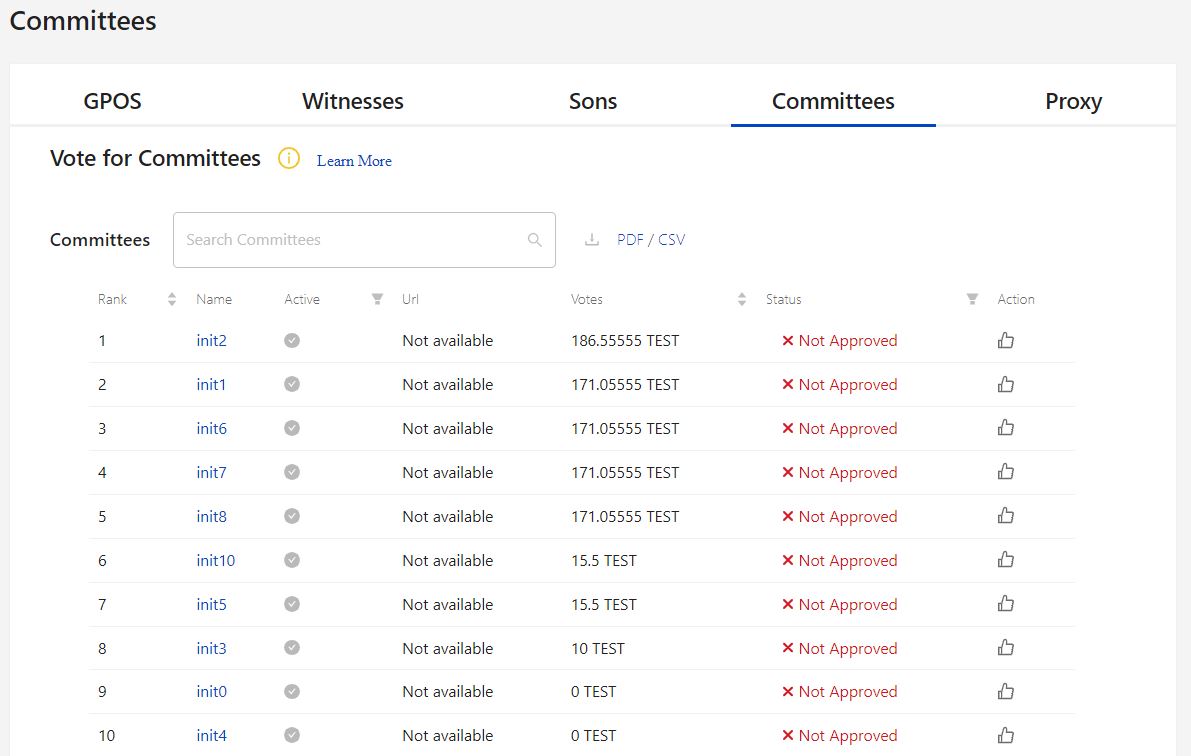 Committees
GPOS Witnesses Sons Committees Proxy
Vote for Committees Learn More
Committees Search Committees PDF / CSV
Rank Name Active Url Votes Status Action
1 init2 Not available 186.55555 TEST Not Approved
2 init1 Not available 171.05555 TEST Not Approved
3 init6 Not available 171.05555 TEST Not Approved
4 init7 Not available 171.05555 TEST Not Approved
5 init8 Not available 171.05555 TEST Not Approved
6 init10 Not available 15.5 TEST Not Approved
7 init5 Not available 15.5 TEST Not Approved
8 init3 Not available 10 TEST Not Approved
9 init0 Not available 0 TEST Not Approved
10 init4 Not available 0 TEST Not Approved